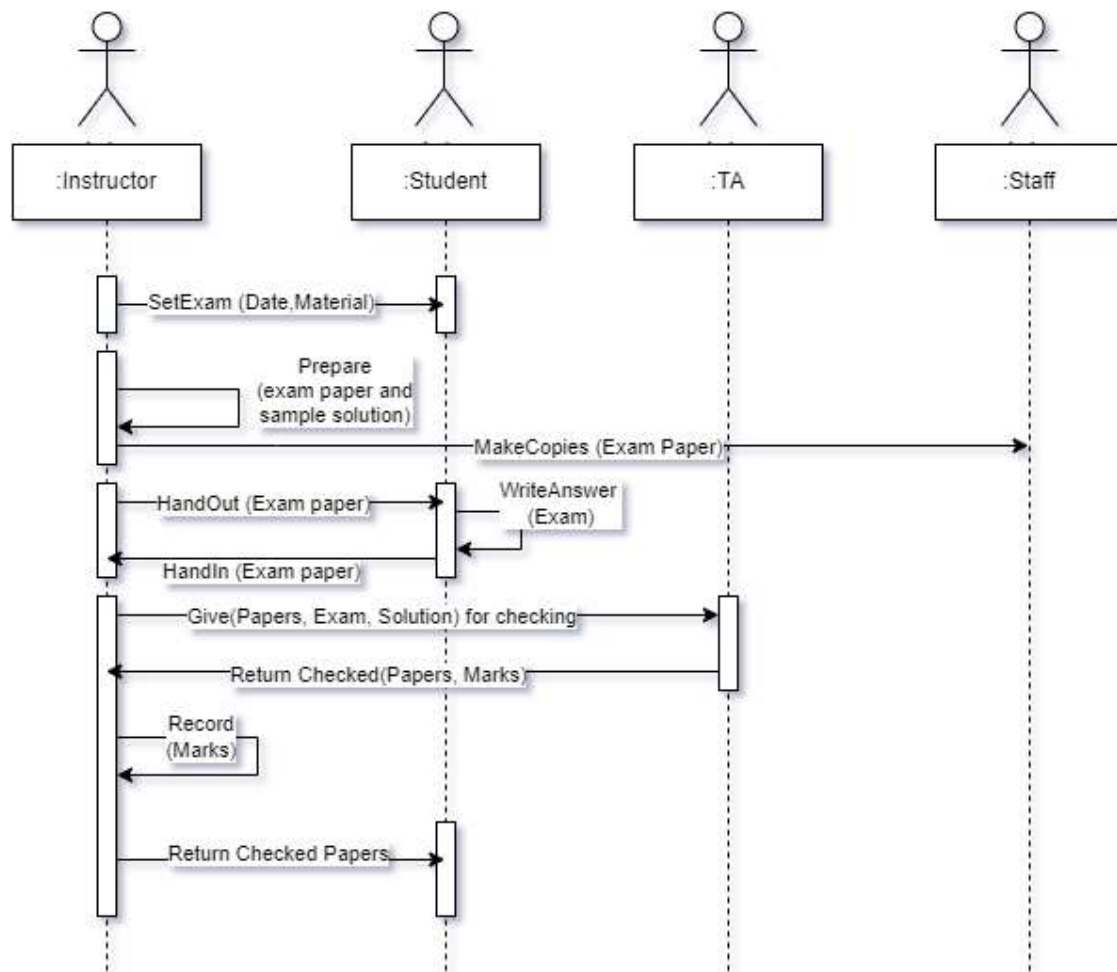 :Instructor
:Student
:TA
:Staff
SetExam (Date,Material)
Prepare
(exam paper and
sample solution)
MakeCopies (Exam Paper)
HandOut (Exam paper)
WriteAnswer
(Exam)
HandIn (Exam paper)
Give(Papers, Exam, Solution) for checking
Return Checked(Papers, Marks)
Record
(Marks)
Return Checked Papers